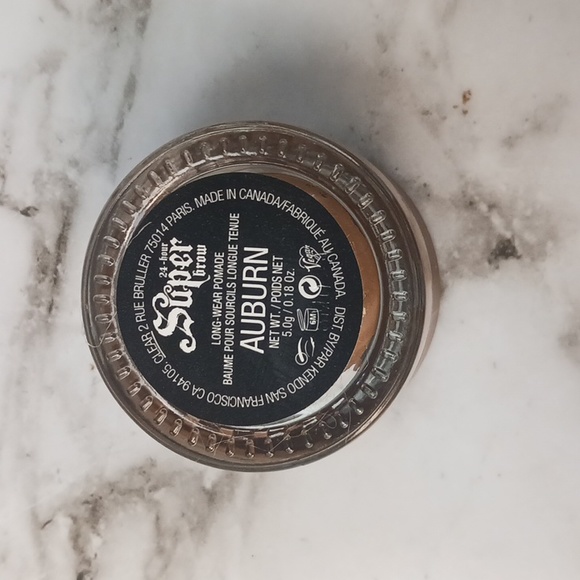 24-hour
Super
brow
LONG-WEAR POMADE
BAUME POUR SOURCILS LONGUE TENUE
AUBURN
NET WT. / POIDS NET
5.0g / 0.18 Oz.
6M
CLEAR, 2 RUE BRULLER 75014 PARIS. MADE IN CANADA/FABRIQUÉ AU CANADA. DIST. BY/PAR KENDO SAN FRANCISCO CA 94105.